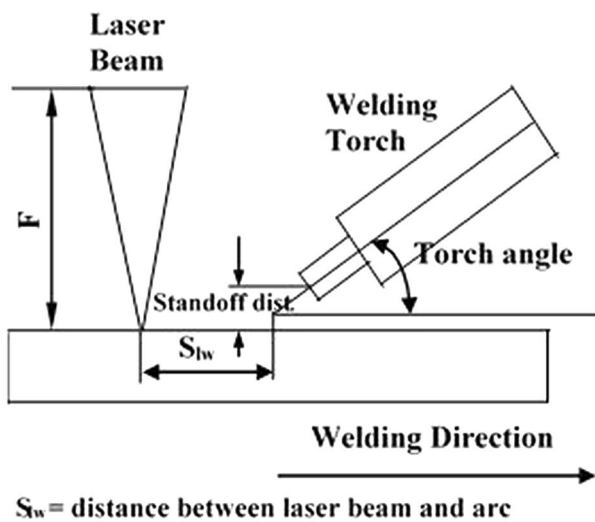 Laser
Beam
Welding
Torch
F
Torch angle
Standoff dist.
Slw
Welding Direction
Slw = distance between laser beam and arc